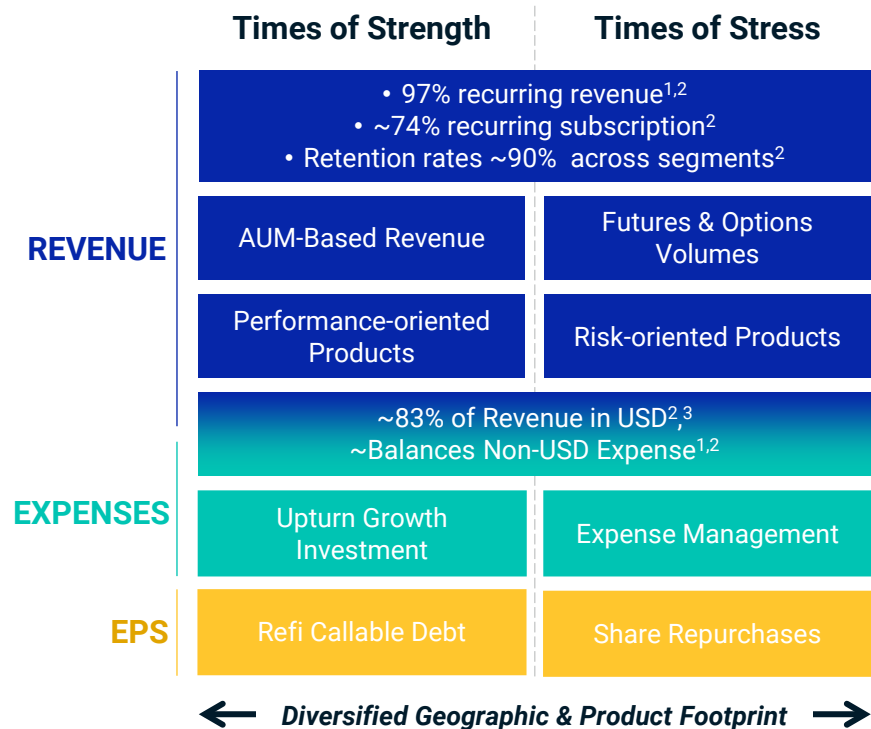 Times of Strength
Times of Stress
REVENUE
• 97% recurring revenue1,2
• ~74% recurring subscription2
• Retention rates ~90% across segments2
AUM-Based Revenue
Futures & Options
Volumes
Performance-oriented
Products
Risk-oriented Products
~83% of Revenue in USD2,3
~Balances Non-USD Expense1,2
EXPENSES
Upturn Growth
Investment
Expense Management
EPS
Refi Callable Debt
Share Repurchases
Diversified Geographic & Product Footprint